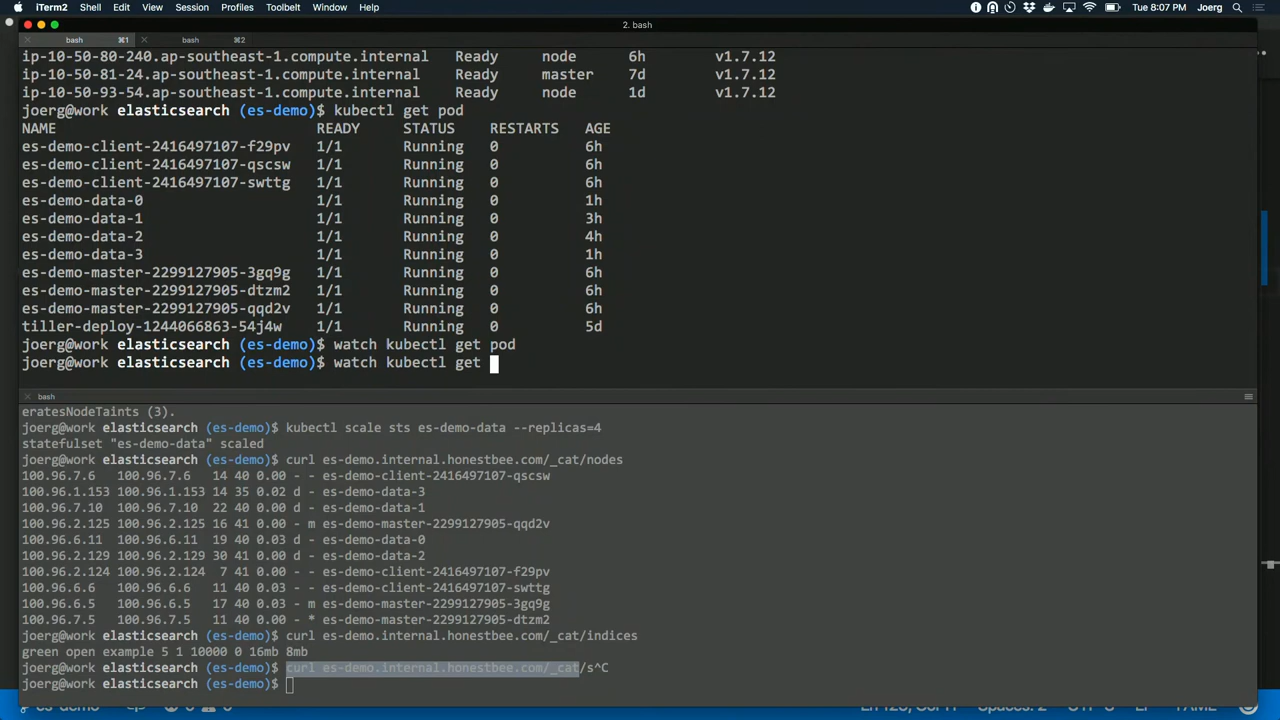 iTerm2 Shell Edit View Session Profiles Toolbelt Window Help Tue 8:07 PM Joerg
2. bash
bash ⌘1 bash ⌘2
ip-10-50-80-240.ap-southeast-1.compute.internal Ready node 6h v1.7.12
ip-10-50-81-24.ap-southeast-1.compute.internal Ready master 7d v1.7.12
ip-10-50-93-54.ap-southeast-1.compute.internal Ready node 1d v1.7.12
joerg@work elasticsearch (es-demo)$ kubectl get pod
NAME READY STATUS RESTARTS AGE
es-demo-client-2416497107-f29pv 1/1 Running 0 6h
es-demo-client-2416497107-qscsw 1/1 Running 0 6h
es-demo-client-2416497107-swttg 1/1 Running 0 6h
es-demo-data-0 1/1 Running 0 1h
es-demo-data-1 1/1 Running 0 3h
es-demo-data-2 1/1 Running 0 4h
es-demo-data-3 1/1 Running 0 1h
es-demo-master-2299127905-3gq9g 1/1 Running 0 6h
es-demo-master-2299127905-dtzm2 1/1 Running 0 6h
es-demo-master-2299127905-qqd2v 1/1 Running 0 6h
tiller-deploy-1244066863-54j4w 1/1 Running 0 5d
joerg@work elasticsearch (es-demo)$ watch kubectl get pod
joerg@work elasticsearch (es-demo)$ watch kubectl get
bash
eratesNodeTaints (3).
joerg@work elasticsearch (es-demo)$ kubectl scale sts es-demo-data --replicas=4
statefulset "es-demo-data" scaled
joerg@work elasticsearch (es-demo)$ curl es-demo.internal.honestbee.com/_cat/nodes
100.96.7.6 100.96.7.6 14 40 0.00 - - es-demo-client-2416497107-qscsw
100.96.1.153 100.96.1.153 14 35 0.02 d - es-demo-data-3
100.96.7.10 100.96.7.10 22 40 0.00 d - es-demo-data-1
100.96.2.125 100.96.2.125 16 41 0.00 - m es-demo-master-2299127905-qqd2v
100.96.6.11 100.96.6.11 19 40 0.03 d - es-demo-data-0
100.96.2.129 100.96.2.129 30 41 0.00 d - es-demo-data-2
100.96.2.124 100.96.2.124 7 41 0.00 - - es-demo-client-2416497107-f29pv
100.96.6.6 100.96.6.6 11 40 0.03 - - es-demo-client-2416497107-swttg
100.96.6.5 100.96.6.5 17 40 0.03 - m es-demo-master-2299127905-3gq9g
100.96.7.5 100.96.7.5 11 40 0.00 - * es-demo-master-2299127905-dtzm2
joerg@work elasticsearch (es-demo)$ curl es-demo.internal.honestbee.com/_cat/indices
green open example 5 1 10000 0 16mb 8mb
joerg@work elasticsearch (es-demo)$ curl es-demo.internal.honestbee.com/_cat/s^C
joerg@work elasticsearch (es-demo)$